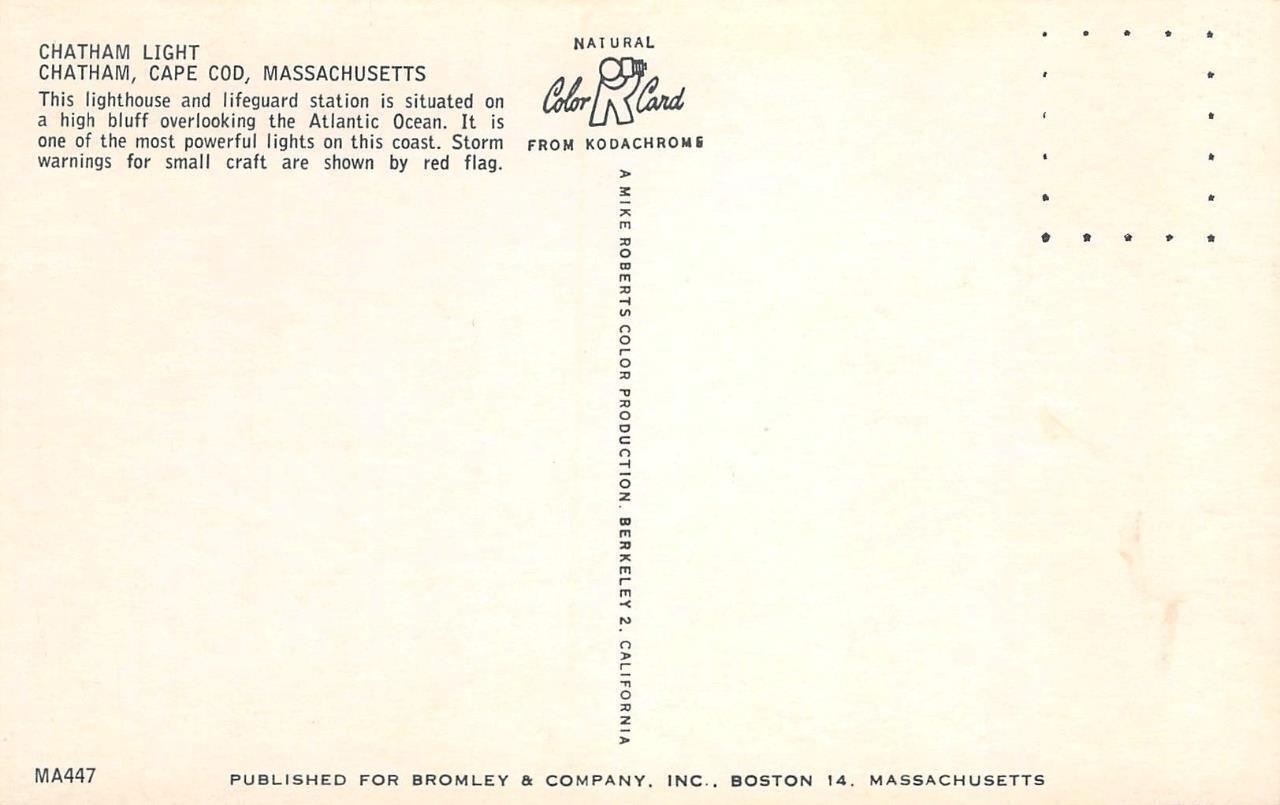 CHATHAM LIGHT
CHATHAM, CAPE COD, MASSACHUSETTS
This lighthouse and lifeguard station is situated on
a high bluff overlooking the Atlantic Ocean. It is
one of the most powerful lights on this coast. Storm
warnings for small craft are shown by red flag.
NATURAL
Color Card
FROM KODACHROME
A MIKE ROBERTS COLOR PRODUCTION. BERKELEY 2. CALIFORNIA
MA447
PUBLISHED FOR BROMLEY & COMPANY, INC., BOSTON 14, MASSACHUSETTS